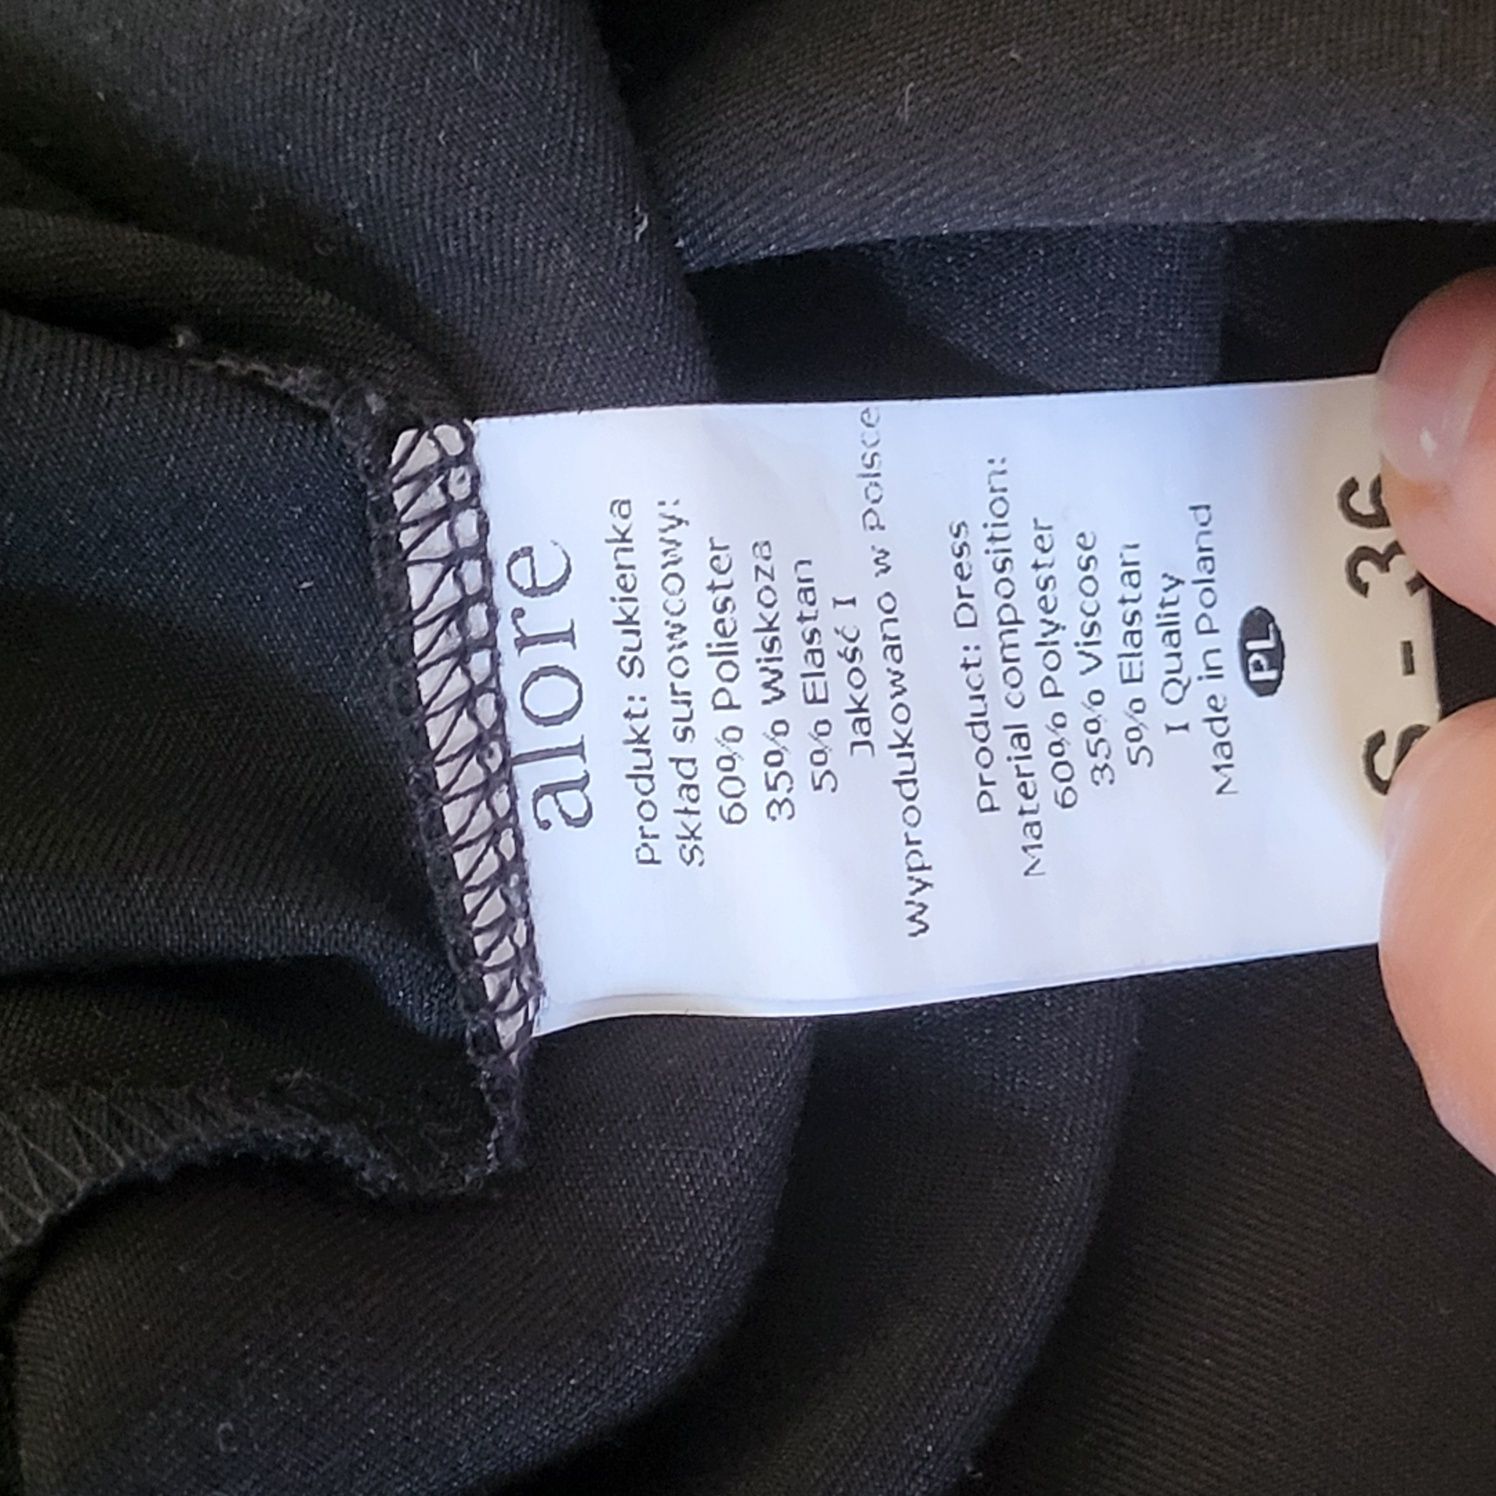 alore
Produkt: Sukienka
Skład surowcowy:
60% Poliester
35% Wiskoza
5% Elastan
Jakość I
Wyprodukowano w Polsce
Product: Dress
Material composition:
60% Polyester
35% Viscose
5% Elastan
I Quality
Made in Poland
PL
S - 36